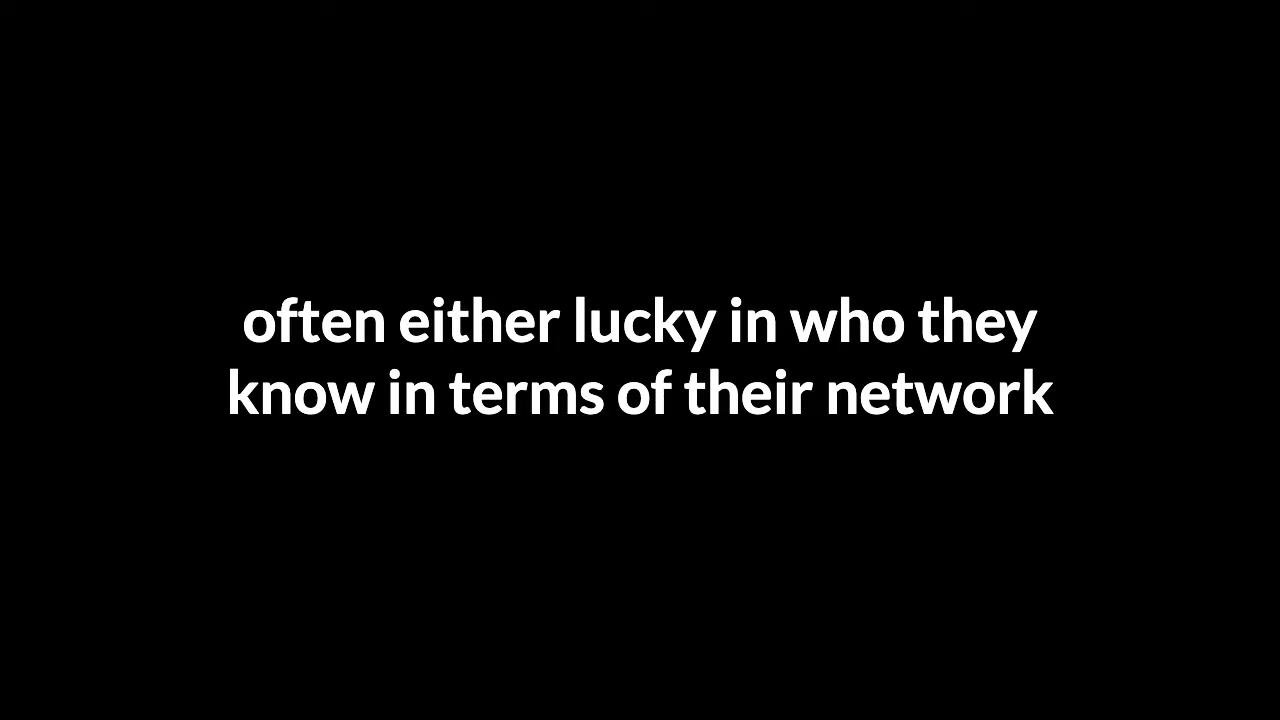 often either lucky in who they
know in terms of their network